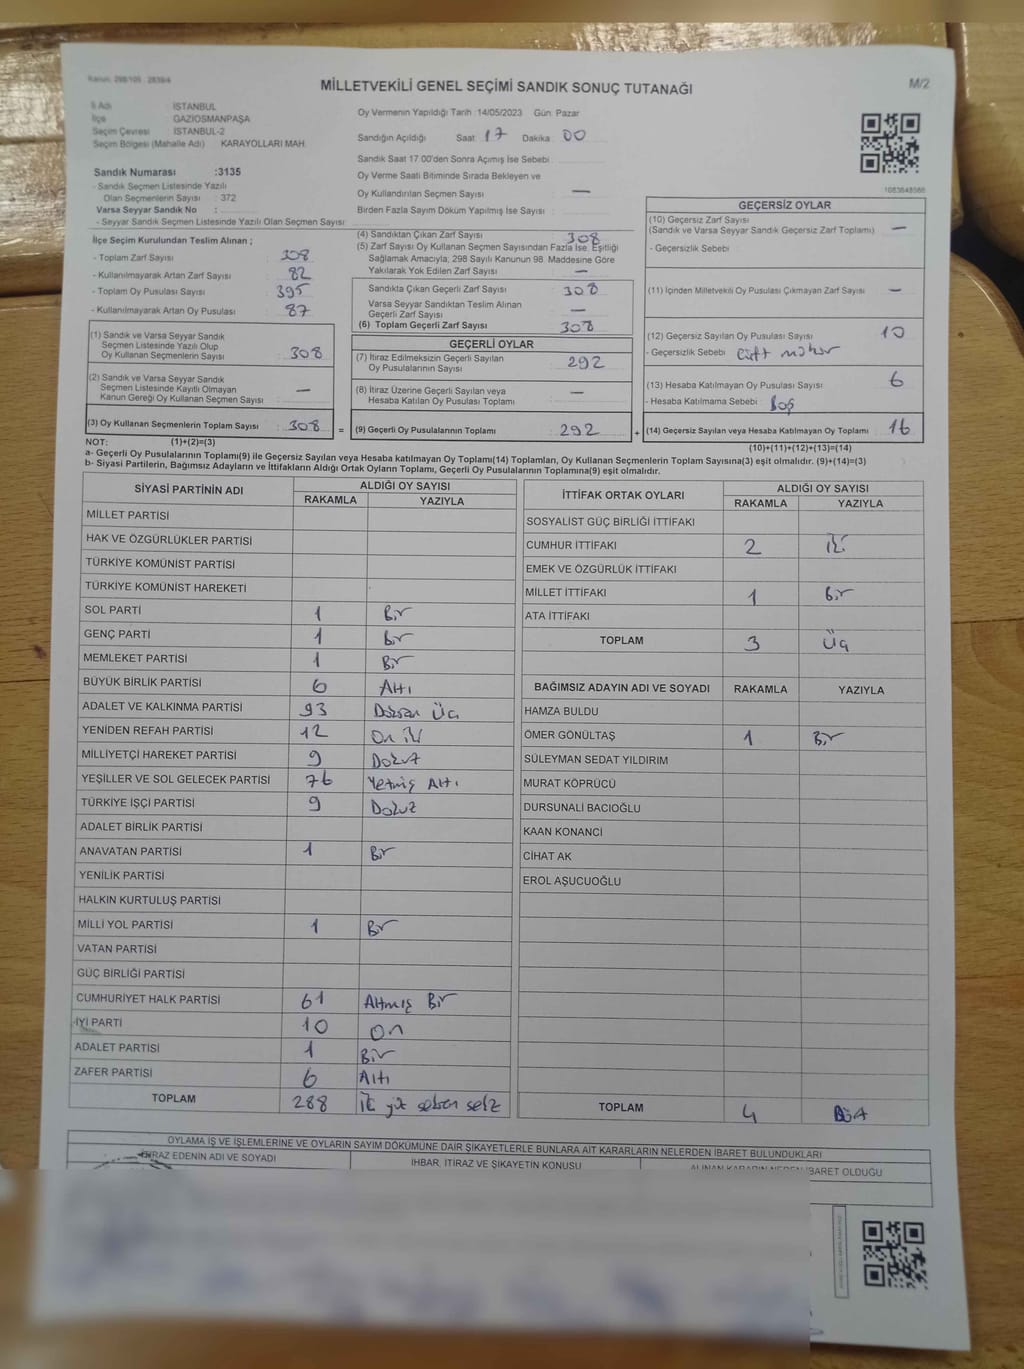 Kanun: 298/105 : 2839/4
MİLLETVEKİLİ GENEL SEÇİMİ SANDIK SONUÇ TUTANAĞI
M/2
İl Adı : İSTANBUL
İlçe : GAZİOSMANPAŞA
Seçim Çevresi : İSTANBUL-2
Seçim Bölgesi (Mahalle Adı) KARAYOLLARI MAH.
Sandık Numarası :3135
- Sandık Seçmen Listesinde Yazılı
Olan Seçmenlerin Sayısı : 372
Varsa Seyyar Sandık No :
- Seyyar Sandık Seçmen Listesinde Yazılı Olan Seçmen Sayısı :
İlçe Seçim Kurulundan Teslim Alınan ;
- Toplam Zarf Sayısı : 308
- Kullanılmayarak Artan Zarf Sayısı : 82
- Toplam Oy Pusulası Sayısı : 395
- Kullanılmayarak Artan Oy Pusulası : 87
(1) Sandık ve Varsa Seyyar Sandık
Seçmen Listesinde Yazılı Olup
Oy Kullanan Seçmenlerin Sayısı : 308
(2) Sandık ve Varsa Seyyar Sandık
Seçmen Listesinde Kayıtlı Olmayan
Kanun Gereği Oy Kullanan Seçmen Sayısı : —
(3) Oy Kullanan Seçmenlerin Toplam Sayısı : 308
Oy Vermenin Yapıldığı Tarih :14/05/2023 Gün: Pazar
Sandığın Açıldığı Saat: 17 Dakika: 00
Sandık Saat 17:00'den Sonra Açımış İse Sebebi :
Oy Verme Saati Bitiminde Sırada Bekleyen ve
Oy Kullandırılan Seçmen Sayısı : —
Birden Fazla Sayım Döküm Yapılmış İse Sayısı :
(4) Sandıktan Çıkan Zarf Sayısı : 308
(5) Zarf Sayısı Oy Kullanan Seçmen Sayısından Fazla İse, Eşitliği
Sağlamak Amacıyla; 298 Sayılı Kanunun 98. Maddesine Göre
Yakılarak Yok Edilen Zarf Sayısı : —
Sandıkta Çıkan Geçerli Zarf Sayısı : 308
Varsa Seyyar Sandıktan Teslim Alınan
Geçerli Zarf Sayısı : —
(6) Toplam Geçerli Zarf Sayısı : 308
GEÇERLİ OYLAR
(7) İtiraz Edilmeksizin Geçerli Sayılan
Oy Pusulalarının Sayısı : 292
(8) İtiraz Üzerine Geçerli Sayılan veya
Hesaba Katılan Oy Pusulası Toplamı : —
= (9) Geçerli Oy Pusulalarının Toplamı : 292 +
1083648566
GEÇERSİZ OYLAR
(10) Geçersiz Zarf Sayısı
(Sandık ve Varsa Seyyar Sandık Geçersiz Zarf Toplamı) : —
- Geçersizlik Sebebi :
(11) İçinden Milletvekili Oy Pusulası Çıkmayan Zarf Sayısı : —
(12) Geçersiz Sayılan Oy Pusulası Sayısı : 10
- Geçersizlik Sebebi : Çift mühür
(13) Hesaba Katılmayan Oy Pusulası Sayısı : 6
- Hesaba Katılmama Sebebi : Boş
(14) Geçersiz Sayılan veya Hesaba Katılmayan Oy Toplamı : 16
(10)+(11)+(12)+(13)=(14)
NOT: (1)+(2)=(3)
a- Geçerli Oy Pusulalarının Toplamı(9) ile Geçersiz Sayılan veya Hesaba katılmayan Oy Toplamı(14) Toplamları, Oy Kullanan Seçmenlerin Toplam Sayısına(3) eşit olmalıdır. (9)+(14)=(3)
b- Siyasi Partilerin, Bağımsız Adayların ve İttifakların Aldığı Ortak Oyların Toplamı, Geçerli Oy Pusulalarının Toplamına(9) eşit olmalıdır.
SİYASİ PARTİNİN ADI ALDIĞI OY SAYISI
RAKAMLA YAZIYLA
MİLLET PARTİSİ
HAK VE ÖZGÜRLÜKLER PARTİSİ
TÜRKİYE KOMÜNİST PARTİSİ
TÜRKİYE KOMÜNİST HAREKETİ
SOL PARTİ 1 Bir
GENÇ PARTİ 1 Bir
MEMLEKET PARTİSİ 1 Bir
BÜYÜK BİRLİK PARTİSİ 6 Altı
ADALET VE KALKINMA PARTİSİ 93 Doksan Üç
YENİDEN REFAH PARTİSİ 12 On iki
MİLLİYETÇİ HAREKET PARTİSİ 9 Dokuz
YEŞİLLER VE SOL GELECEK PARTİSİ 76 Yetmiş Altı
TÜRKİYE İŞÇİ PARTİSİ 9 Dokuz
ADALET BİRLİK PARTİSİ
ANAVATAN PARTİSİ 1 Bir
YENİLİK PARTİSİ
HALKIN KURTULUŞ PARTİSİ
MİLLİ YOL PARTİSİ 1 Bir
VATAN PARTİSİ
GÜÇ BİRLİĞİ PARTİSİ
CUMHURİYET HALK PARTİSİ 61 Altmış Bir
İYİ PARTİ 10 On
ADALET PARTİSİ 1 Bir
ZAFER PARTİSİ 6 Altı
TOPLAM 288 İki yüz seksen sekiz
İTTİFAK ORTAK OYLARI ALDIĞI OY SAYISI
RAKAMLA YAZIYLA
SOSYALİST GÜÇ BİRLİĞİ İTTİFAKI
CUMHUR İTTİFAKI 2 iki
EMEK VE ÖZGÜRLÜK İTTİFAKI
MİLLET İTTİFAKI 1 Bir
ATA İTTİFAKI
TOPLAM 3 Üç
BAĞIMSIZ ADAYIN ADI VE SOYADI RAKAMLA YAZIYLA
HAMZA BULDU
ÖMER GÖNÜLTAŞ 1 Bir
SÜLEYMAN SEDAT YILDIRIM
MURAT KÖPRÜCÜ
DURSUNALİ BACIOĞLU
KAAN KONANCİ
CİHAT AK
EROL AŞUCUOĞLU
TOPLAM 4 Dört
OYLAMA İŞ VE İŞLEMLERİNE VE OYLARIN SAYIM DÖKÜMÜNE DAİR ŞİKAYETLERLE BUNLARA AİT KARARLARIN NELERDEN İBARET BULUNDUKLARI
İTİRAZ EDENİN ADI VE SOYADI İHBAR, İTİRAZ VE ŞİKAYETİN KONUSU ALINAN KARARIN NEDEN İBARET OLDUĞU